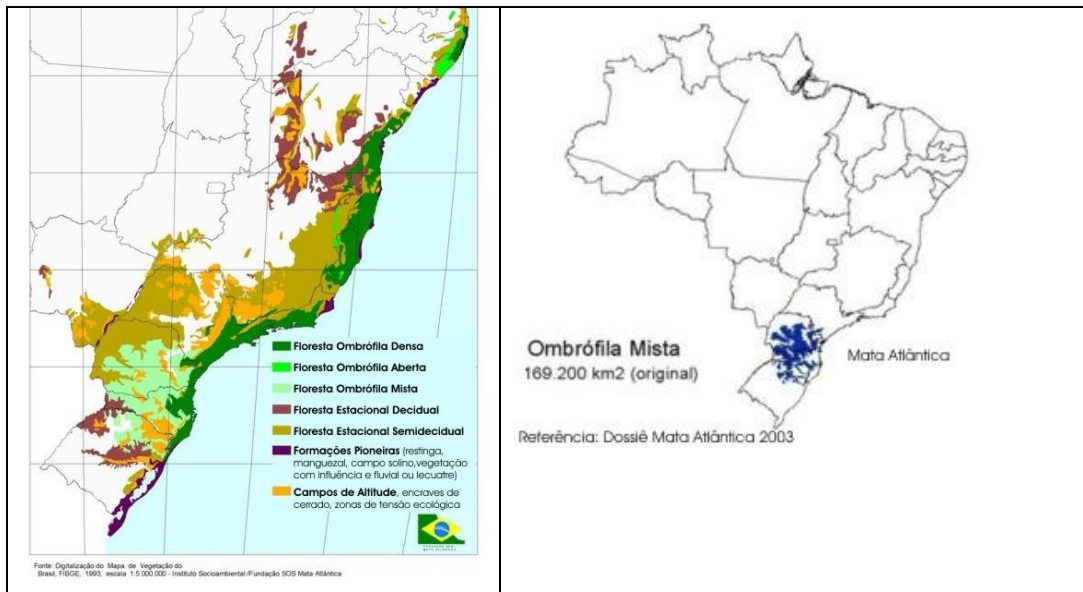 Floresta Ombrófila Densa
Floresta Ombrófila Aberta
Floresta Ombrófila Mista
Floresta Estacional Decidual
Floresta Estacional Semidecidual
Formações Pioneiras (restinga,
manguezal, campo solino,vegetação
com influência e fluvial ou lecuatre)
Campos de Altitude, encraves de
cerrado, zonas de tensão ecológica
Fonte: Digitalização do Mapa de Vegetação do
Brasil, FIBGE, 1993, escala 1:5.000.000 - Instituto Socioambiental /Fundação SOS Mata Atlântica
Ombrófila Mista
169.200 km2 (original)
Mata Atlântica
Referência: Dossiê Mata Atlântica 2003